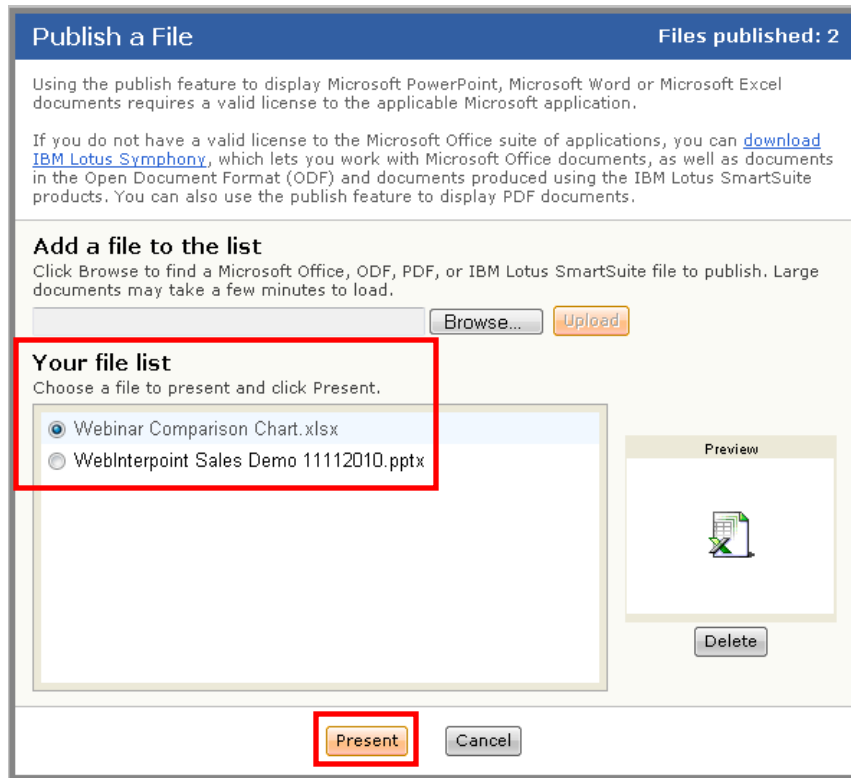 Publish a File
Files published: 2
Using the publish feature to display Microsoft PowerPoint, Microsoft Word or Microsoft Excel
documents requires a valid license to the applicable Microsoft application.
If you do not have a valid license to the Microsoft Office suite of applications, you can download
IBM Lotus Symphony, which lets you work with Microsoft Office documents, as well as documents
in the Open Document Format (ODF) and documents produced using the IBM Lotus SmartSuite
products. You can also use the publish feature to display PDF documents.
Add a file to the list
Click Browse to find a Microsoft Office, ODF, PDF, or IBM Lotus SmartSuite file to publish. Large
documents may take a few minutes to load.
Browse... Upload
Your file list
Choose a file to present and click Present.
Webinar Comparison Chart.xlsx
WebInterpoint Sales Demo 11112010.pptx
Preview
Delete
Present Cancel